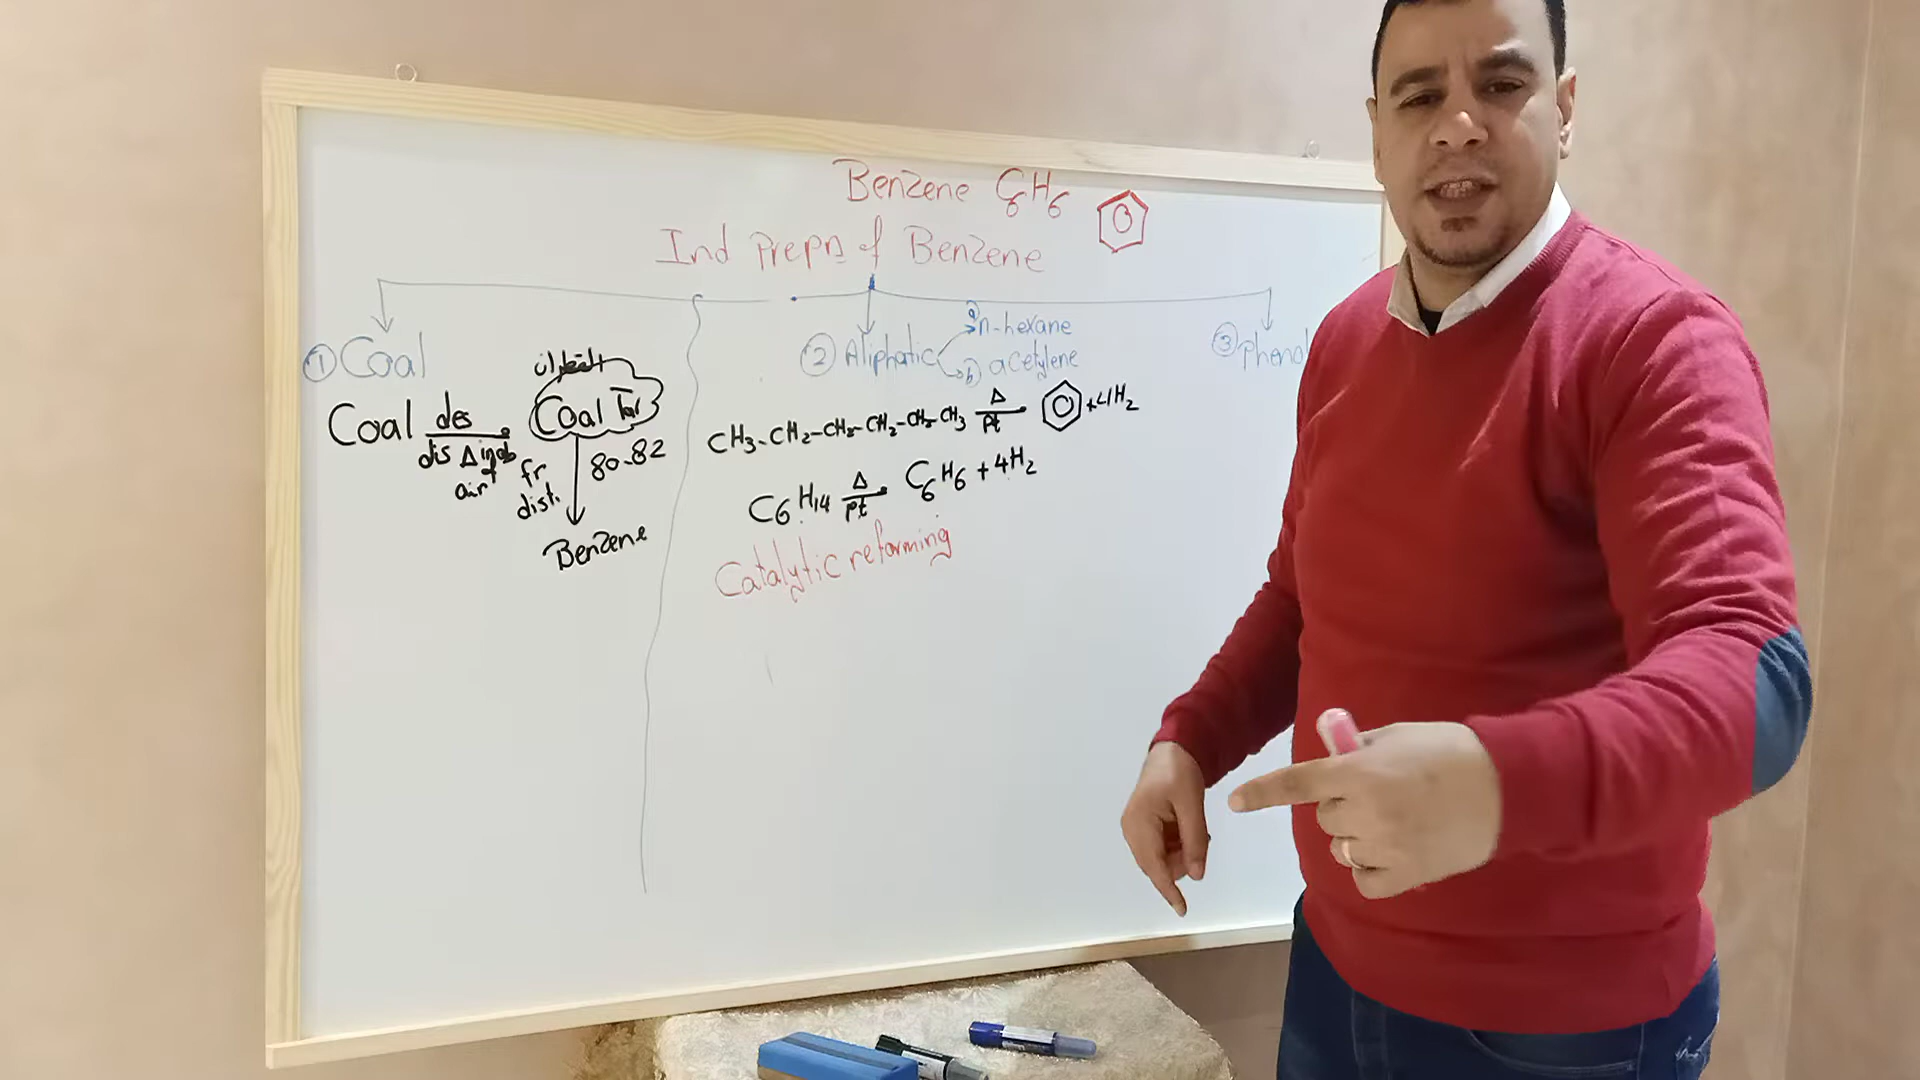 Benzene C6H6
Ind Prepn of Benzene
① Coal
القطران
Coal des dis Δ inab air Coal Tar
fr dist. 80-82
Benzene
② Aliphatic
a) n-hexane
b) acetylene
CH3-CH2-CH2-CH2-CH2-CH3 Δ pt + 4H2
C6H14 Δ pt C6H6 + 4H2
Catalytic reforming
③ phenol